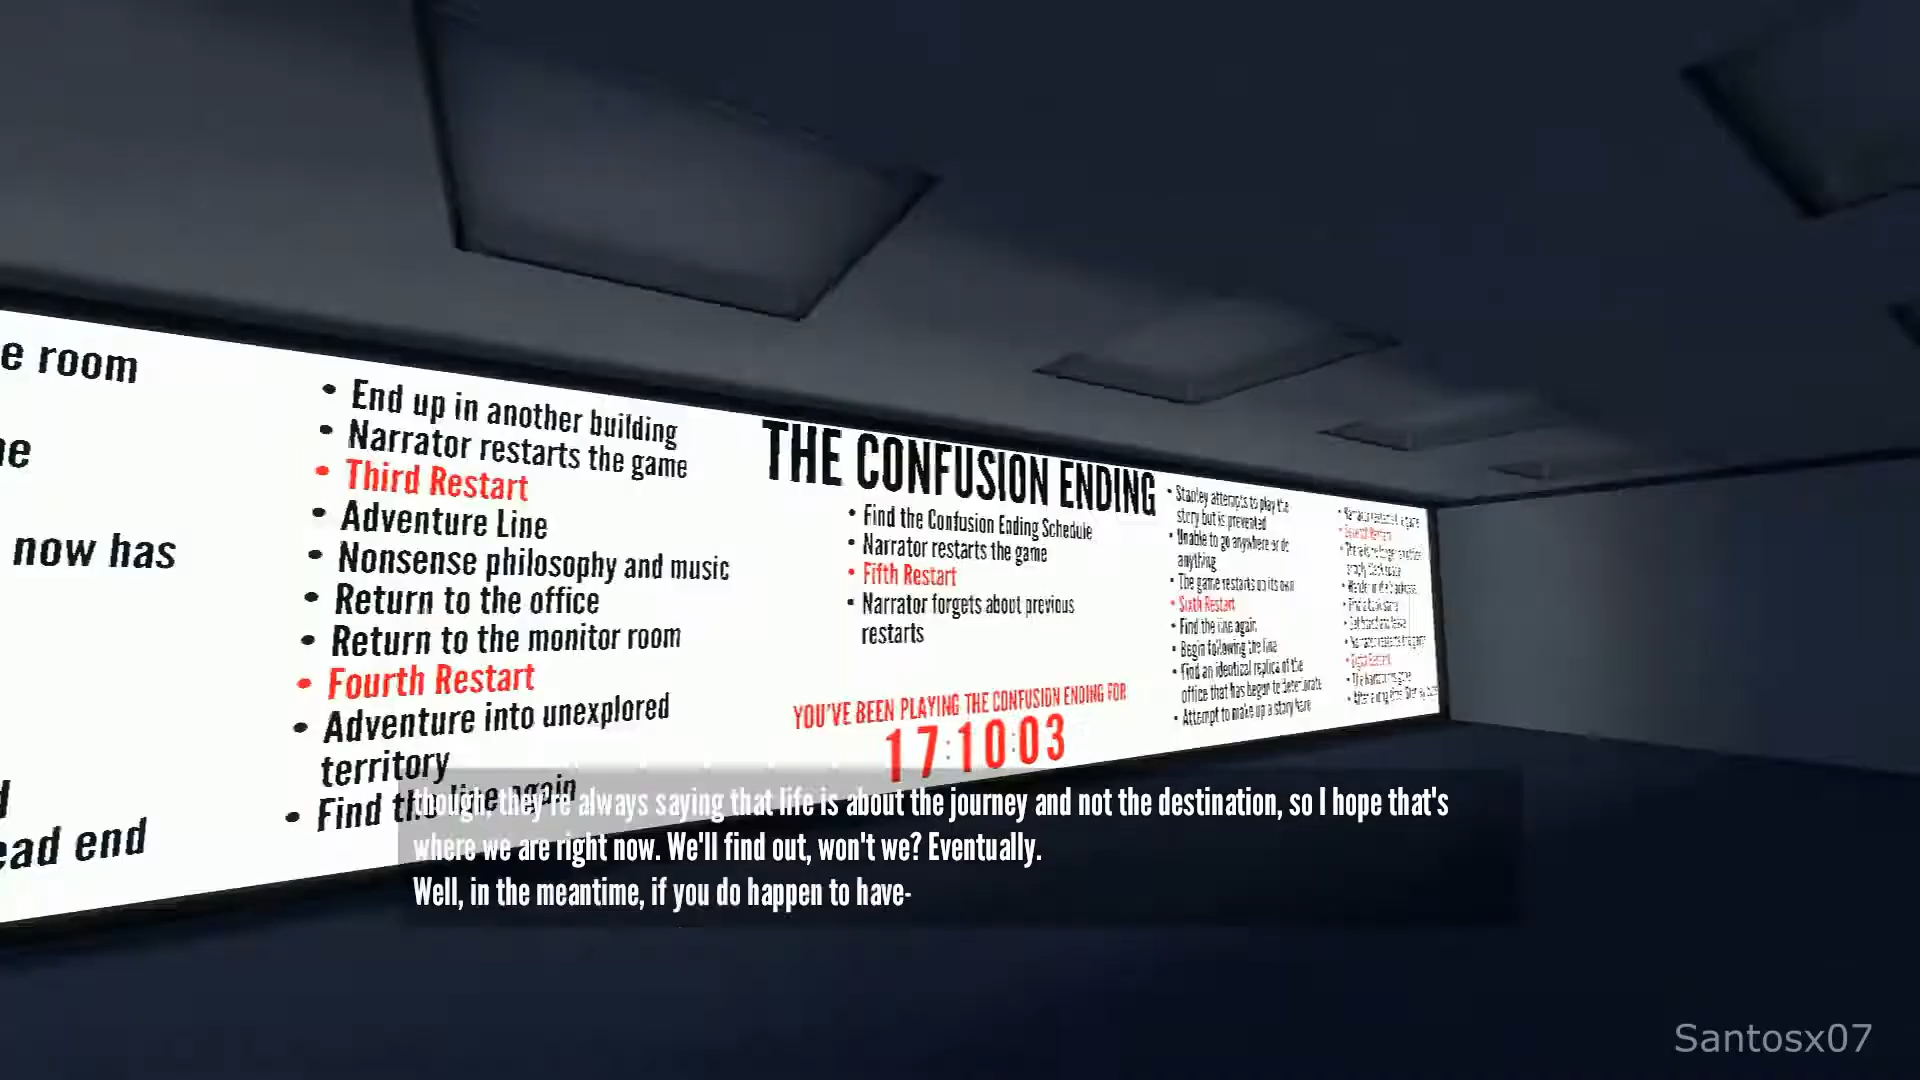 e room
now has
ead end
• End up in another building
• Narrator restarts the game
• Third Restart
• Adventure Line
• Nonsense philosophy and music
• Return to the office
• Return to the monitor room
• Fourth Restart
• Adventure into unexplored
territory
• Find the line again
THE CONFUSION ENDING
• Find the Confusion Ending Schedule
• Narrator restarts the game
• Fifth Restart
• Narrator forgets about previous
restarts
YOU'VE BEEN PLAYING THE CONFUSION ENDING FOR
17:10:03
• Stanley attempts to play the
story but is prevented
• Unable to go anywhere or do
anything
• The game restarts on its own
• Sixth Restart
• Find the line again
• Begin following the line
• Find an identical replica of the
office that has begun to deteriorate
• Attempt to make up a story here
though, they're always saying that life is about the journey and not the destination, so I hope that's
where we are right now. We'll find out, won't we? Eventually.
Well, in the meantime, if you do happen to have-
Santosx07